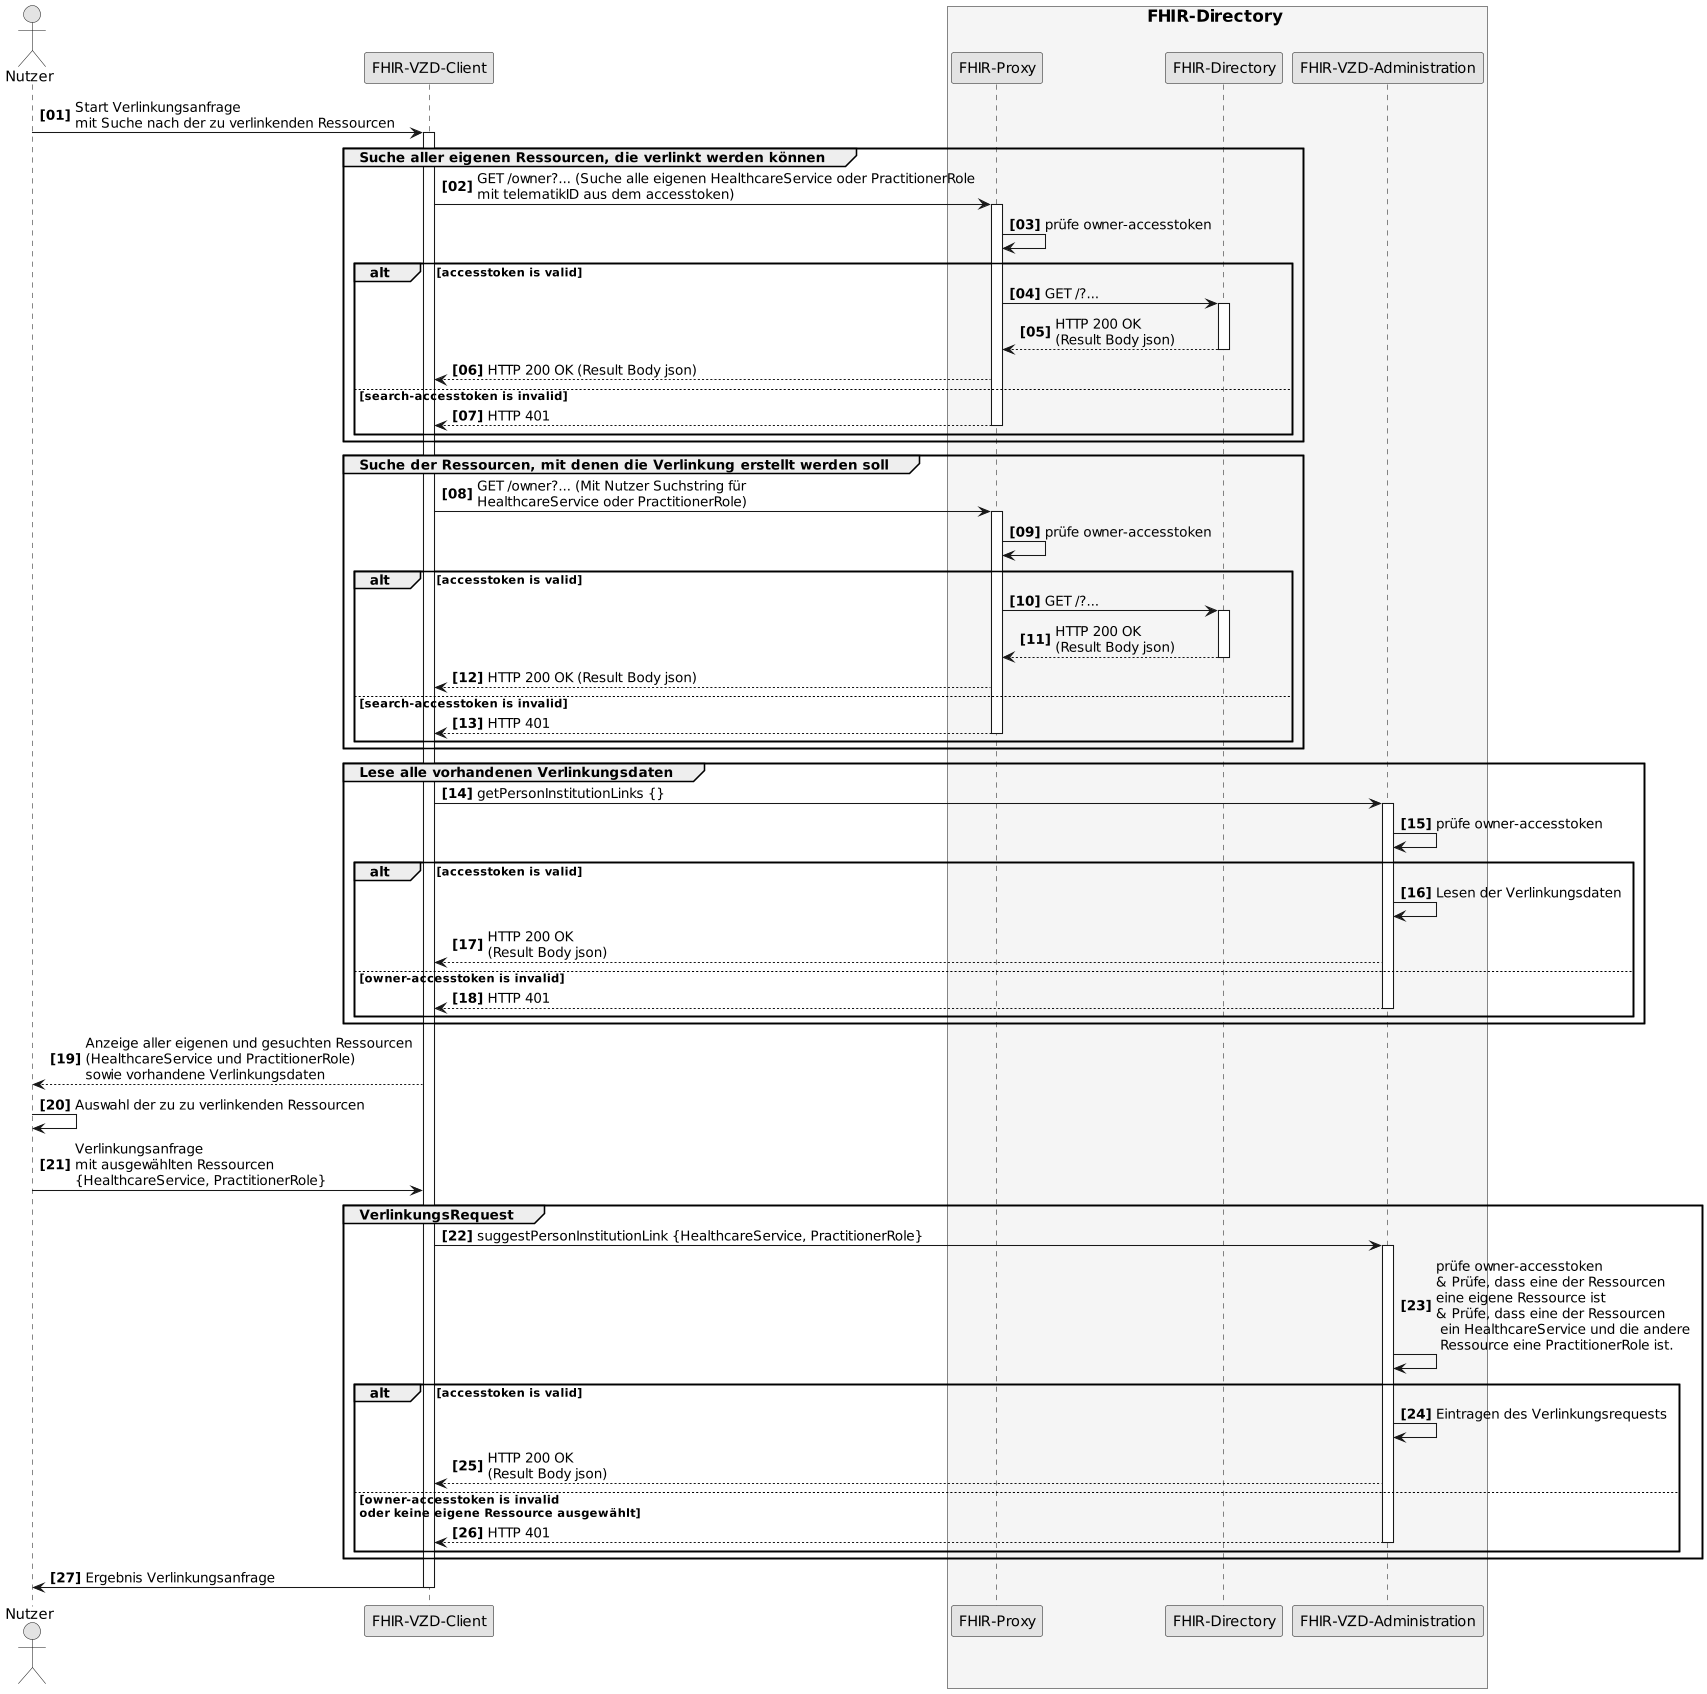 FHIR-Directory
Nutzer
FHIR-VZD-Client
FHIR-Proxy
FHIR-Directory
FHIR-VZD-Administration
[01] Start Verlinkungsanfrage
mit Suche nach der zu verlinkenden Ressourcen
Suche aller eigenen Ressourcen, die verlinkt werden können
[02] GET /owner?... (Suche alle eigenen HealthcareService oder PractitionerRole
mit telematikID aus dem accesstoken)
[03] prüfe owner-accesstoken
alt [accesstoken is valid]
[04] GET /?...
[05] HTTP 200 OK
(Result Body json)
[06] HTTP 200 OK (Result Body json)
[search-accesstoken is invalid]
[07] HTTP 401
Suche der Ressourcen, mit denen die Verlinkung erstellt werden soll
[08] GET /owner?... (Mit Nutzer Suchstring für
HealthcareService oder PractitionerRole)
[09] prüfe owner-accesstoken
alt [accesstoken is valid]
[10] GET /?...
[11] HTTP 200 OK
(Result Body json)
[12] HTTP 200 OK (Result Body json)
[search-accesstoken is invalid]
[13] HTTP 401
Lese alle vorhandenen Verlinkungsdaten
[14] getPersonInstitutionLinks {}
[15] prüfe owner-accesstoken
alt [accesstoken is valid]
[16] Lesen der Verlinkungsdaten
[17] HTTP 200 OK
(Result Body json)
[owner-accesstoken is invalid]
[18] HTTP 401
[19] Anzeige aller eigenen und gesuchten Ressourcen
(HealthcareService und PractitionerRole)
sowie vorhandene Verlinkungsdaten
[20] Auswahl der zu zu verlinkenden Ressourcen
[21] Verlinkungsanfrage
mit ausgewählten Ressourcen
{HealthcareService, PractitionerRole}
VerlinkungsRequest
[22] suggestPersonInstitutionLink {HealthcareService, PractitionerRole}
[23] prüfe owner-accesstoken
& Prüfe, dass eine der Ressourcen
eine eigene Ressource ist
& Prüfe, dass eine der Ressourcen
ein HealthcareService und die andere
Ressource eine PractitionerRole ist.
alt [accesstoken is valid]
[24] Eintragen des Verlinkungsrequests
[25] HTTP 200 OK
(Result Body json)
[owner-accesstoken is invalid
oder keine eigene Ressource ausgewählt]
[26] HTTP 401
[27] Ergebnis Verlinkungsanfrage
Nutzer
FHIR-VZD-Client
FHIR-Proxy
FHIR-Directory
FHIR-VZD-Administration